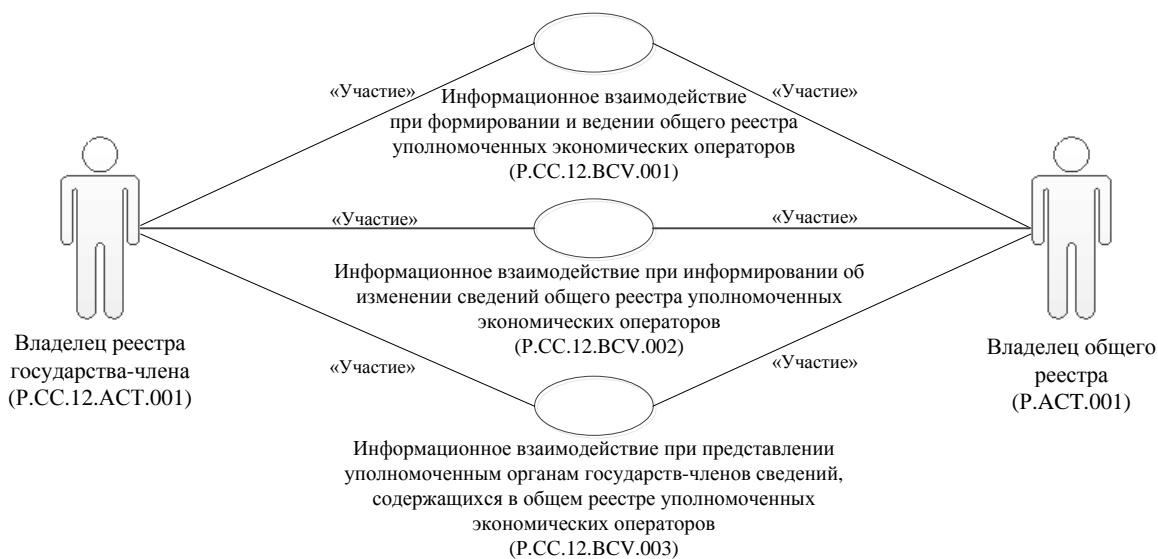 «Участие»
«Участие»
Информационное взаимодействие
при формировании и ведении общего реестра
уполномоченных экономических операторов
(P.CC.12.BCV.001)
«Участие»
«Участие»
Информационное взаимодействие при информировании об
изменении сведений общего реестра уполномоченных
экономических операторов
(P.CC.12.BCV.002)
Владелец реестра
государства-члена
(P.CC.12.ACT.001)
Владелец общего
реестра
(P.ACT.001)
«Участие»
«Участие»
Информационное взаимодействие при представлении
уполномоченным органам государств-членов сведений,
содержащихся в общем реестре уполномоченных
экономических операторов
(P.CC.12.BCV.003)